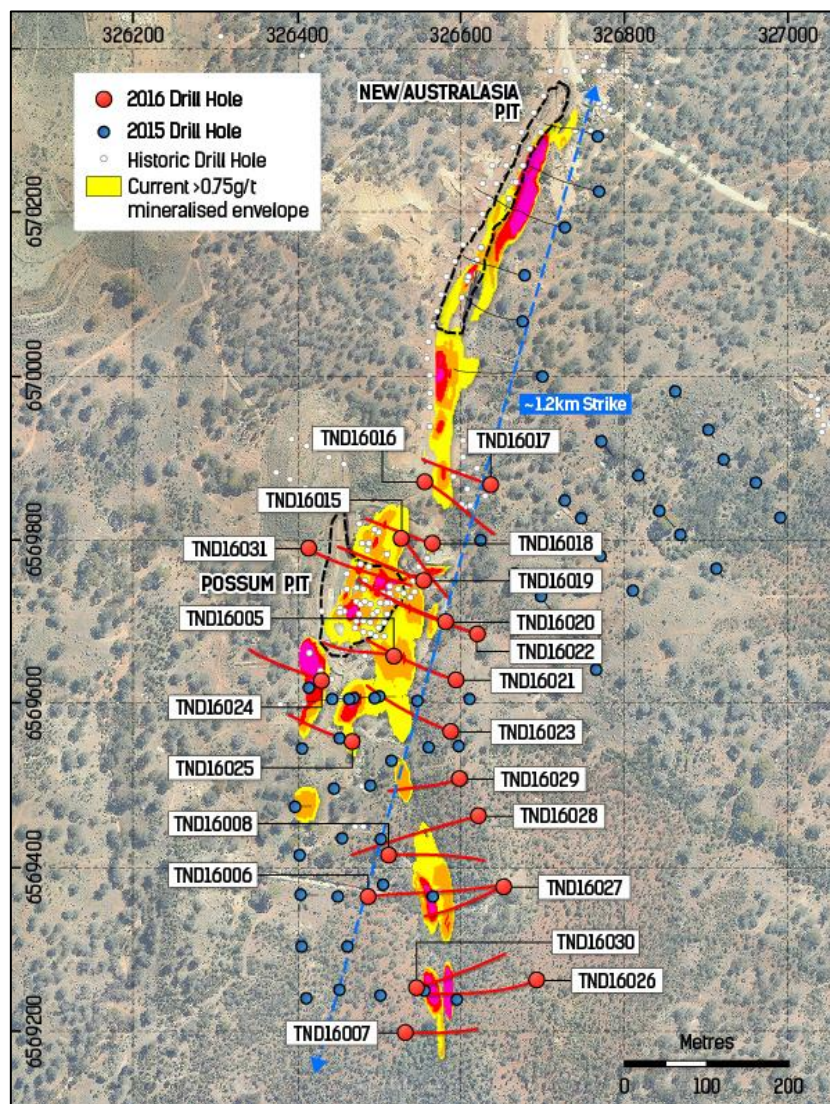 326200
326400
326600
326800
327000
2016 Drill Hole
2015 Drill Hole
Historic Drill Hole
Current >0.75g/t
mineralised envelope
NEW AUSTRALASIA
PIT
6570200
6570000
~1.2km Strike
TND16016
TND16017
TND16015
6569800
TND16018
TND16031
TND16019
POSSUM PIT
TND16005
TND16020
TND16022
TND16021
6569600
TND16024
TND16023
TND16025
TND16029
TND16028
TND16008
6569400
TND16006
TND16027
TND16030
TND16026
6569200
TND16007
Metres
0 100 200